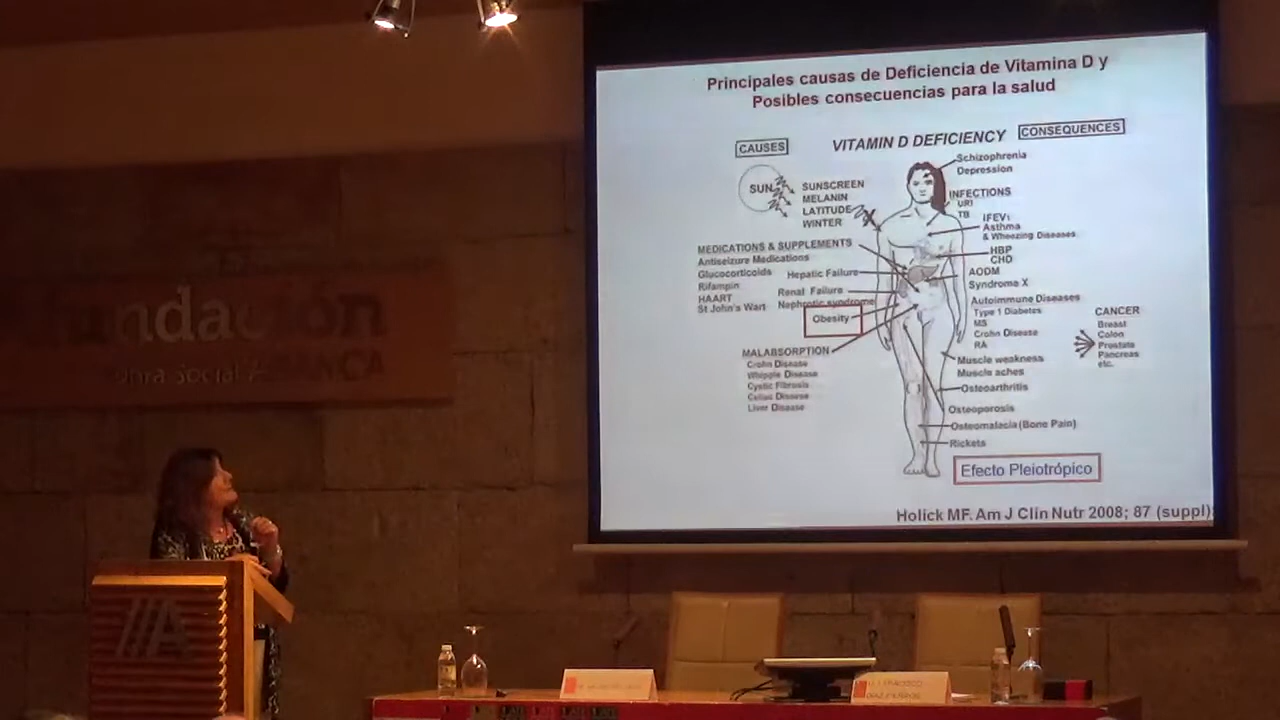 Principales causas de Deficiencia de Vitamina D y
Posibles consecuencias para la salud
CAUSES
VITAMIN D DEFICIENCY
CONSEQUENCES
SUN
SUNSCREEN
MELANIN
LATITUDE
WINTER
MEDICATIONS & SUPPLEMENTS
Antiseizure Medications
Glucocorticoids
Rifampin
HAART
St John's Wart
Hepatic Failure
Renal Failure
Nephrotic syndrome
Obesity
MALABSORPTION
Crohn Disease
Whipple Disease
Cystic Fibrosis
Celiac Disease
Liver Disease
Schizophrenia
Depression
INFECTIONS
URI
TB
Asthma
& Wheezing Diseases
HBP
CHD
AODM
Syndrome X
Autoimmune Diseases
Type 1 Diabetes
MS
Crohn Disease
RA
CANCER
Breast
Colon
Prostate
Pancreas
etc.
Muscle weakness
Muscle aches
Osteoarthritis
Osteoporosis
Osteomalacia (Bone Pain)
Rickets
Efecto Pleiotrópico
Holick MF. Am J Clin Nutr 2008; 87 (suppl)
Obra Social